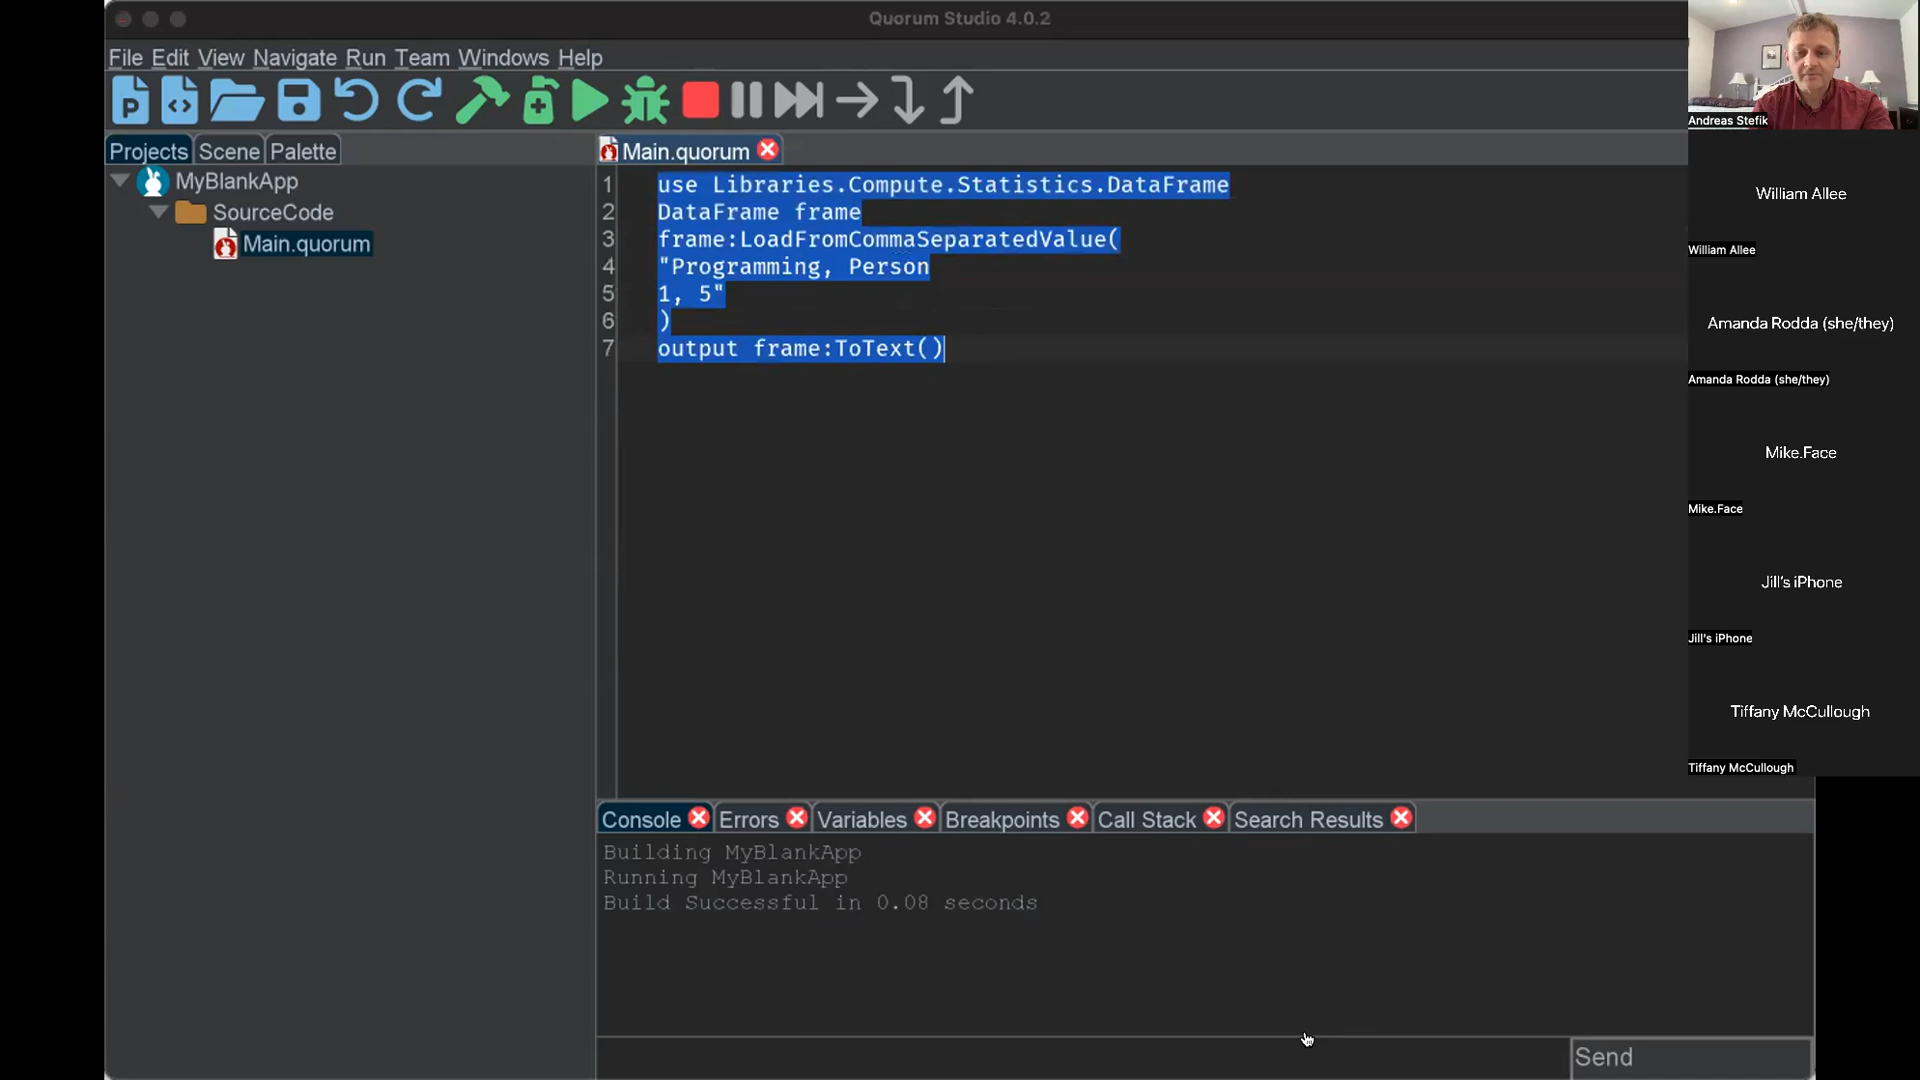 Quorum Studio 4.0.2
File Edit View Navigate Run Team Windows Help
Projects Scene Palette
MyBlankApp
SourceCode
Main.quorum
Main.quorum
1 use Libraries.Compute.Statistics.DataFrame
2 DataFrame frame
3 frame:LoadFromCommaSeparatedValue(
4 "Programming, Person
5 1, 5"
6 )
7 output frame:ToText()
Console Errors Variables Breakpoints Call Stack Search Results
Building MyBlankApp
Running MyBlankApp
Build Successful in 0.08 seconds
Send
Andreas Stefik
William Allee
William Allee
Amanda Rodda (she/they)
Amanda Rodda (she/they)
Mike.Face
Mike.Face
Jill's iPhone
Jill's iPhone
Tiffany McCullough
Tiffany McCullough